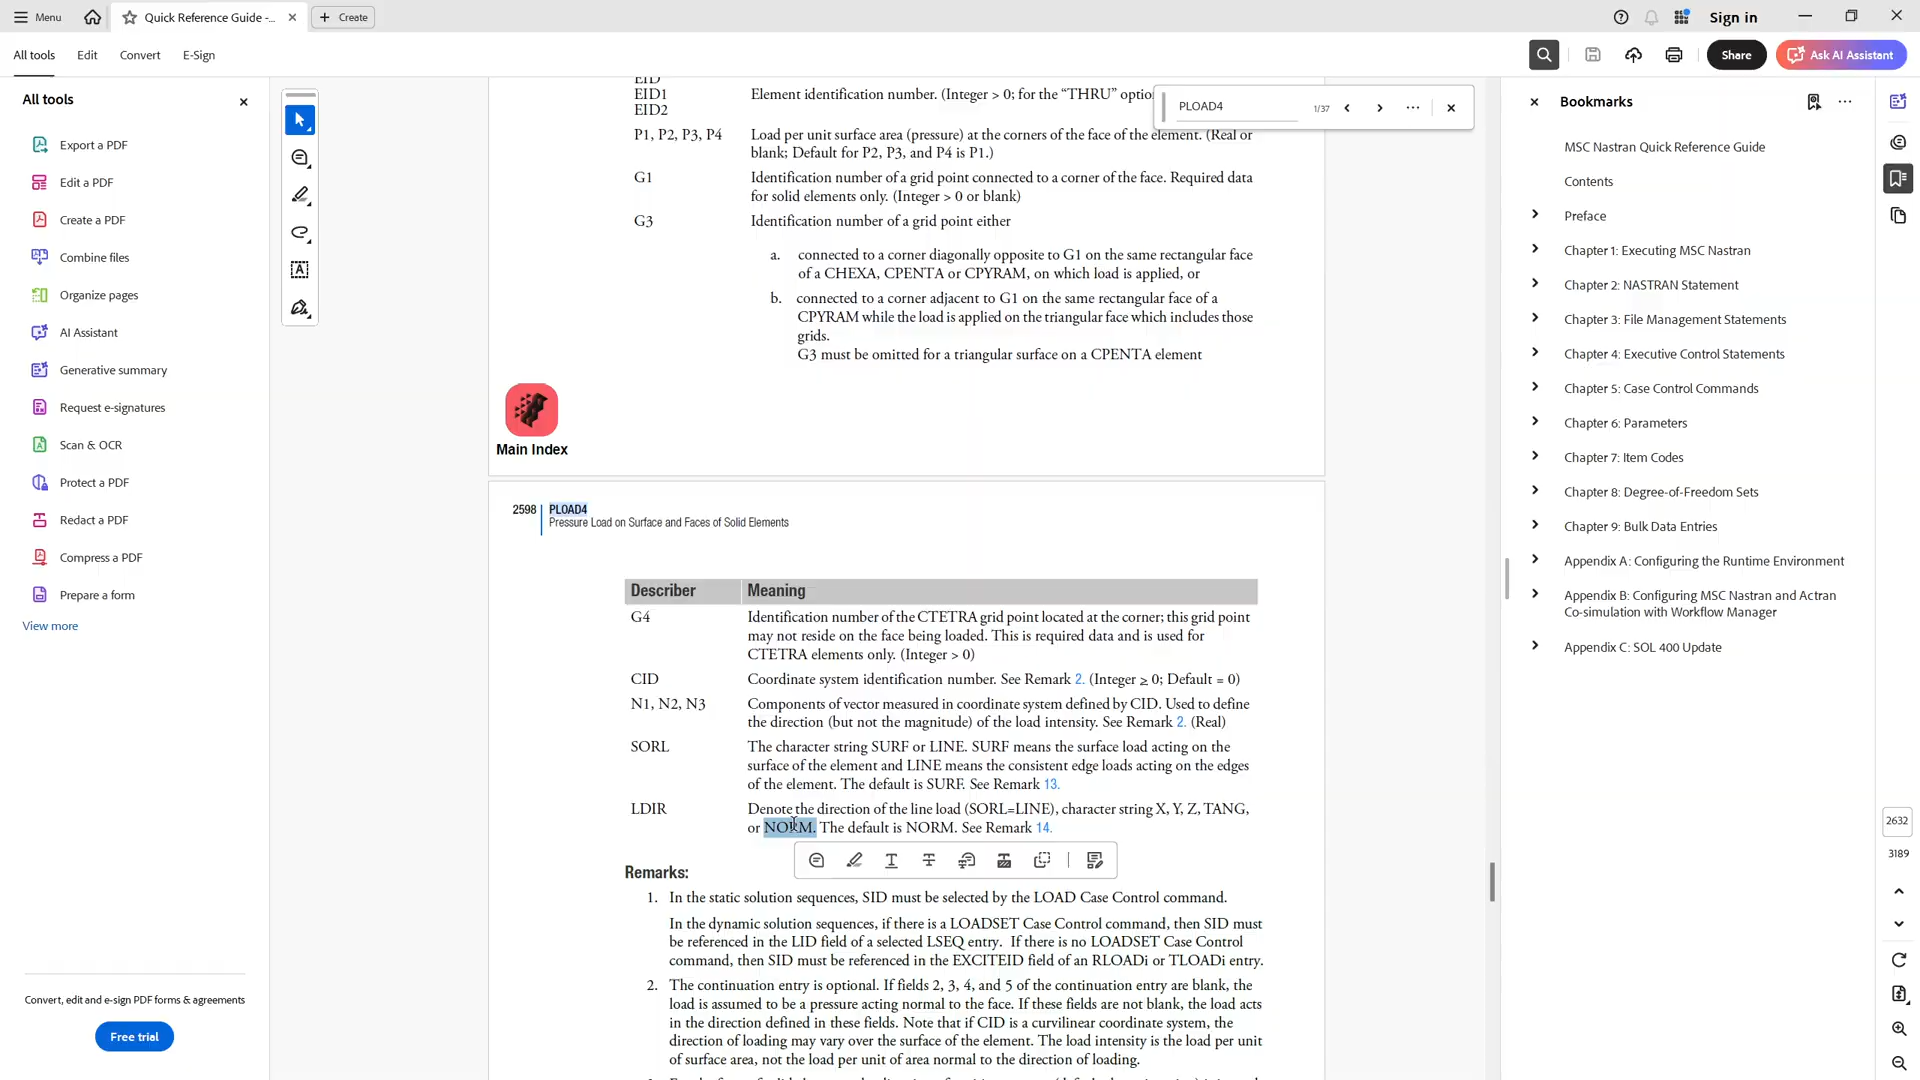 Menu
Quick Reference Guide -...
Create
Sign in
All tools
Edit
Convert
E-Sign
Share
Ask AI Assistant
All tools
Export a PDF
Edit a PDF
Create a PDF
Combine files
Organize pages
AI Assistant
Generative summary
Request e-signatures
Scan & OCR
Protect a PDF
Redact a PDF
Compress a PDF
Prepare a form
View more
Convert, edit and e-sign PDF forms & agreements
Free trial
PLOAD4
1/37
EID
EID1
EID2
Element identification number. (Integer > 0; for the “THRU” optio
P1, P2, P3, P4
Load per unit surface area (pressure) at the corners of the face of the element. (Real or
blank; Default for P2, P3, and P4 is P1.)
G1
Identification number of a grid point connected to a corner of the face. Required data
for solid elements only. (Integer > 0 or blank)
G3
Identification number of a grid point either
a. connected to a corner diagonally opposite to G1 on the same rectangular face
of a CHEXA, CPENTA or CPYRAM, on which load is applied, or
b. connected to a corner adjacent to G1 on the same rectangular face of a
CPYRAM while the load is applied on the triangular face which includes those
grids.
G3 must be omitted for a triangular surface on a CPENTA element
Main Index
2598 PLOAD4
Pressure Load on Surface and Faces of Solid Elements
Describer Meaning
G4
Identification number of the CTETRA grid point located at the corner; this grid point
may not reside on the face being loaded. This is required data and is used for
CTETRA elements only. (Integer > 0)
CID
Coordinate system identification number. See Remark 2. (Integer ≥ 0; Default = 0)
N1, N2, N3
Components of vector measured in coordinate system defined by CID. Used to define
the direction (but not the magnitude) of the load intensity. See Remark 2. (Real)
SORL
The character string SURF or LINE. SURF means the surface load acting on the
surface of the element and LINE means the consistent edge loads acting on the edges
of the element. The default is SURF. See Remark 13.
LDIR
Denote the direction of the line load (SORL=LINE), character string X, Y, Z, TANG,
or NORM. The default is NORM. See Remark 14.
Remarks:
1. In the static solution sequences, SID must be selected by the LOAD Case Control command.
In the dynamic solution sequences, if there is a LOADSET Case Control command, then SID must
be referenced in the LID field of a selected LSEQ entry. If there is no LOADSET Case Control
command, then SID must be referenced in the EXCITEID field of an RLOADi or TLOADi entry.
2. The continuation entry is optional. If fields 2, 3, 4, and 5 of the continuation entry are blank, the
load is assumed to be a pressure acting normal to the face. If these fields are not blank, the load acts
in the direction defined in these fields. Note that if CID is a curvilinear coordinate system, the
direction of loading may vary over the surface of the element. The load intensity is the load per unit
of surface area, not the load per unit of area normal to the direction of loading.
Bookmarks
MSC Nastran Quick Reference Guide
Contents
Preface
Chapter 1: Executing MSC Nastran
Chapter 2: NASTRAN Statement
Chapter 3: File Management Statements
Chapter 4: Executive Control Statements
Chapter 5: Case Control Commands
Chapter 6: Parameters
Chapter 7: Item Codes
Chapter 8: Degree-of-Freedom Sets
Chapter 9: Bulk Data Entries
Appendix A: Configuring the Runtime Environment
Appendix B: Configuring MSC Nastran and Actran
Co-simulation with Workflow Manager
Appendix C: SOL 400 Update
2632
3189